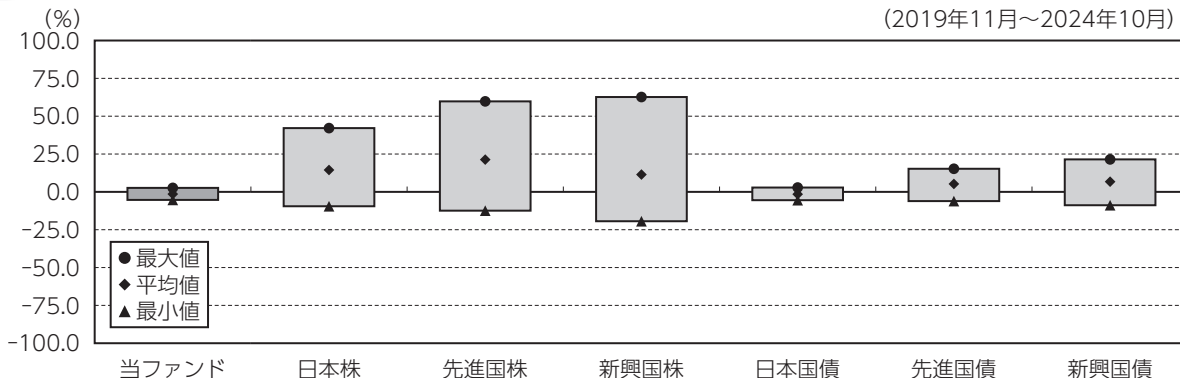 (%)
(2019年11月～2024年10月)
100.0
75.0
50.0
25.0
0.0
-25.0
-50.0
-75.0
-100.0
●最大値
◆平均値
▲最小値
当ファンド 日本株 先進国株 新興国株 日本国債 先進国債 新興国債